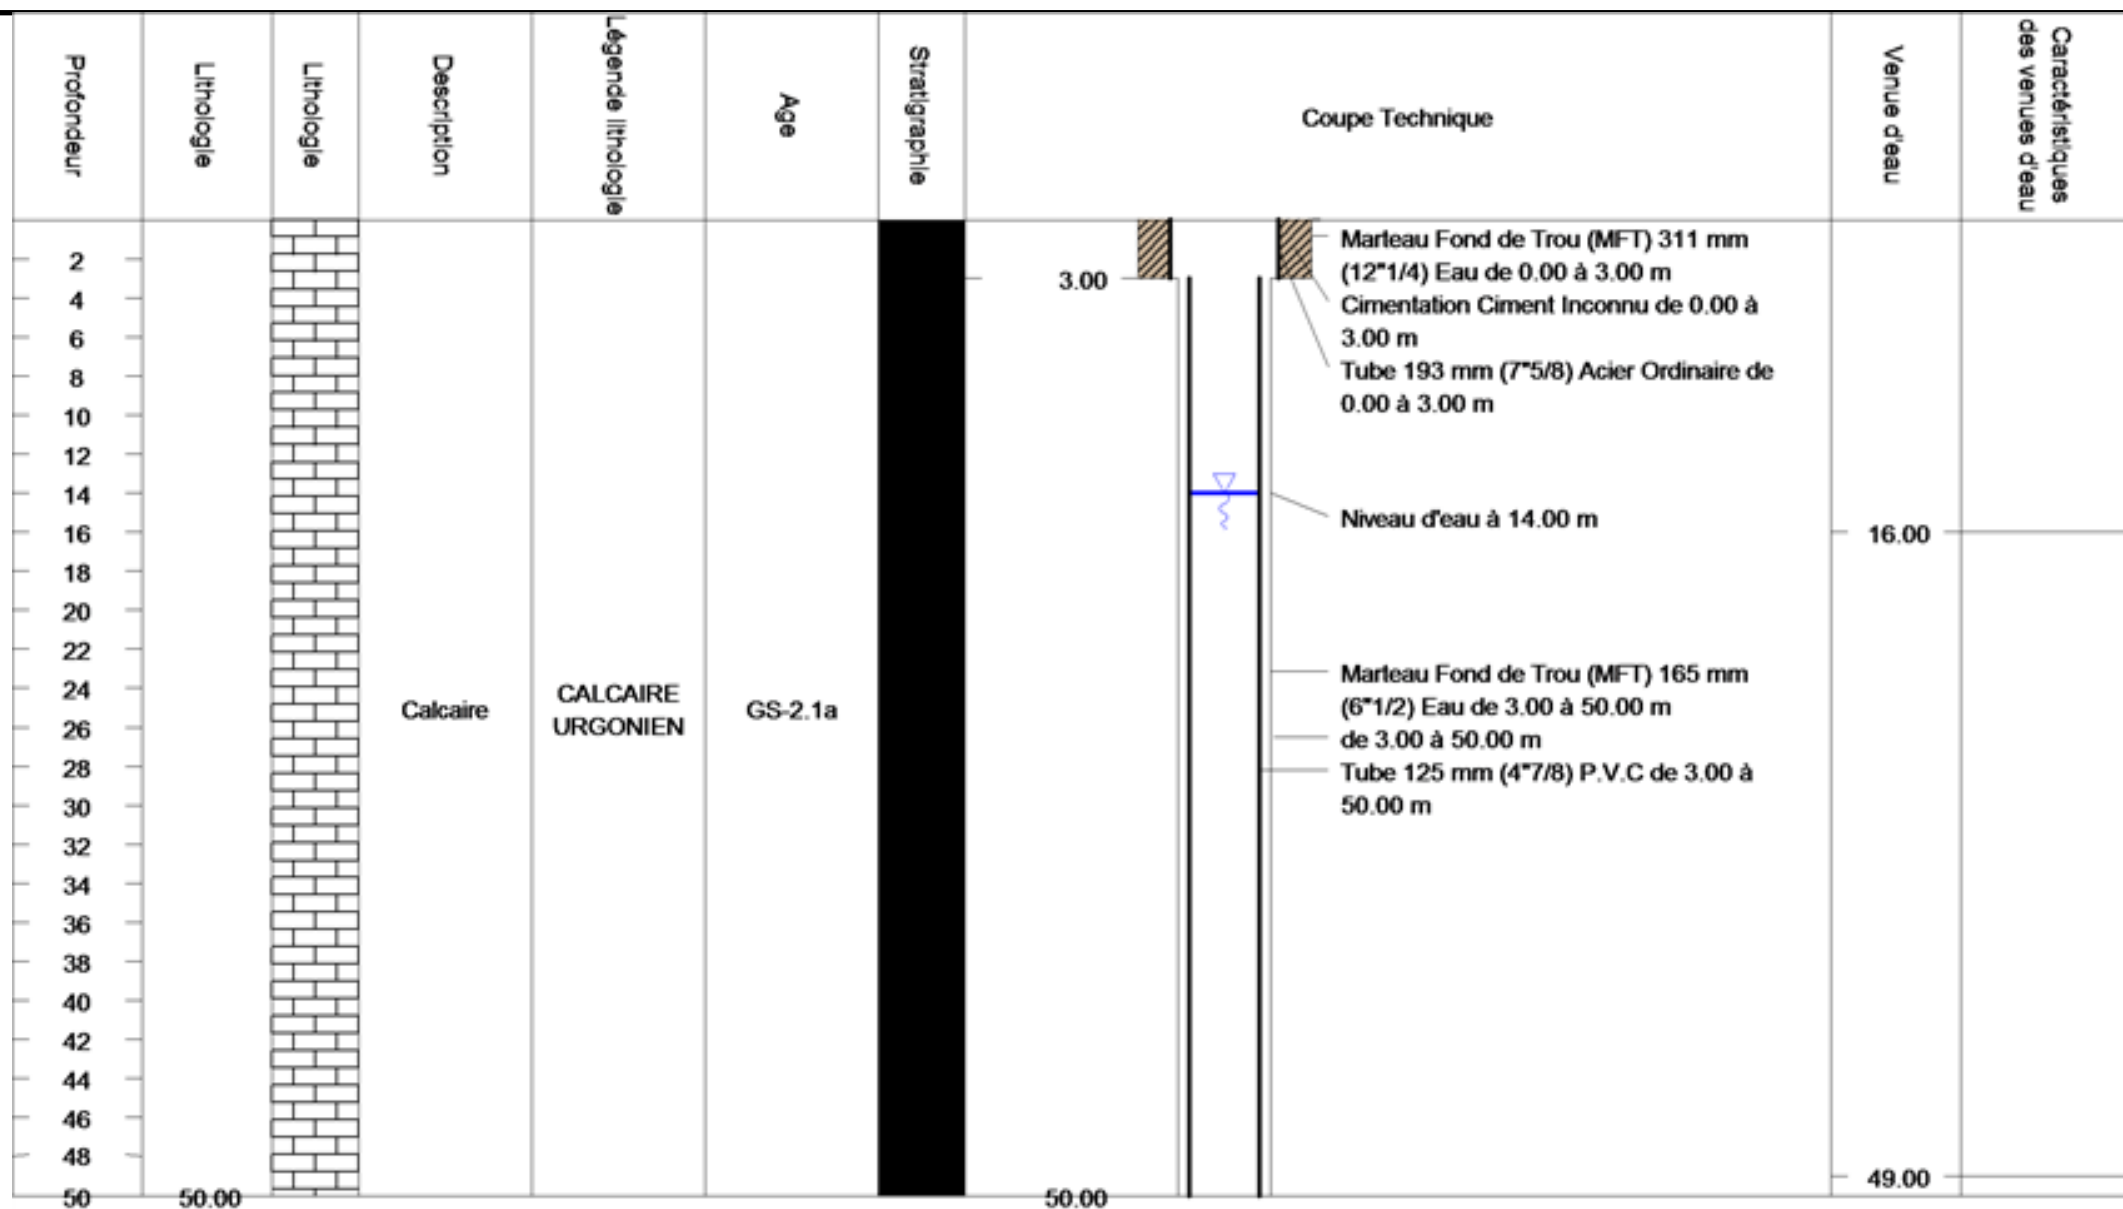 Profondeur
Lithologie
Lithologie
Description
Légende lithologie
Age
Stratigraphie
Coupe Technique
Venue d'eau
Caractéristiques
des venues d'eau
2
4
6
8
10
12
14
16
18
20
22
24
26
28
30
32
34
36
38
40
42
44
46
48
50
50.00
Calcaire
CALCAIRE
URGONIEN
GS-2.1a
3.00
50.00
Marteau Fond de Trou (MFT) 311 mm
(12"1/4) Eau de 0.00 à 3.00 m
Cimentation Ciment Inconnu de 0.00 à
3.00 m
Tube 193 mm (7"5/8) Acier Ordinaire de
0.00 à 3.00 m
Niveau d'eau à 14.00 m
Marteau Fond de Trou (MFT) 165 mm
(6"1/2) Eau de 3.00 à 50.00 m
de 3.00 à 50.00 m
Tube 125 mm (4"7/8) P.V.C de 3.00 à
50.00 m
16.00
49.00